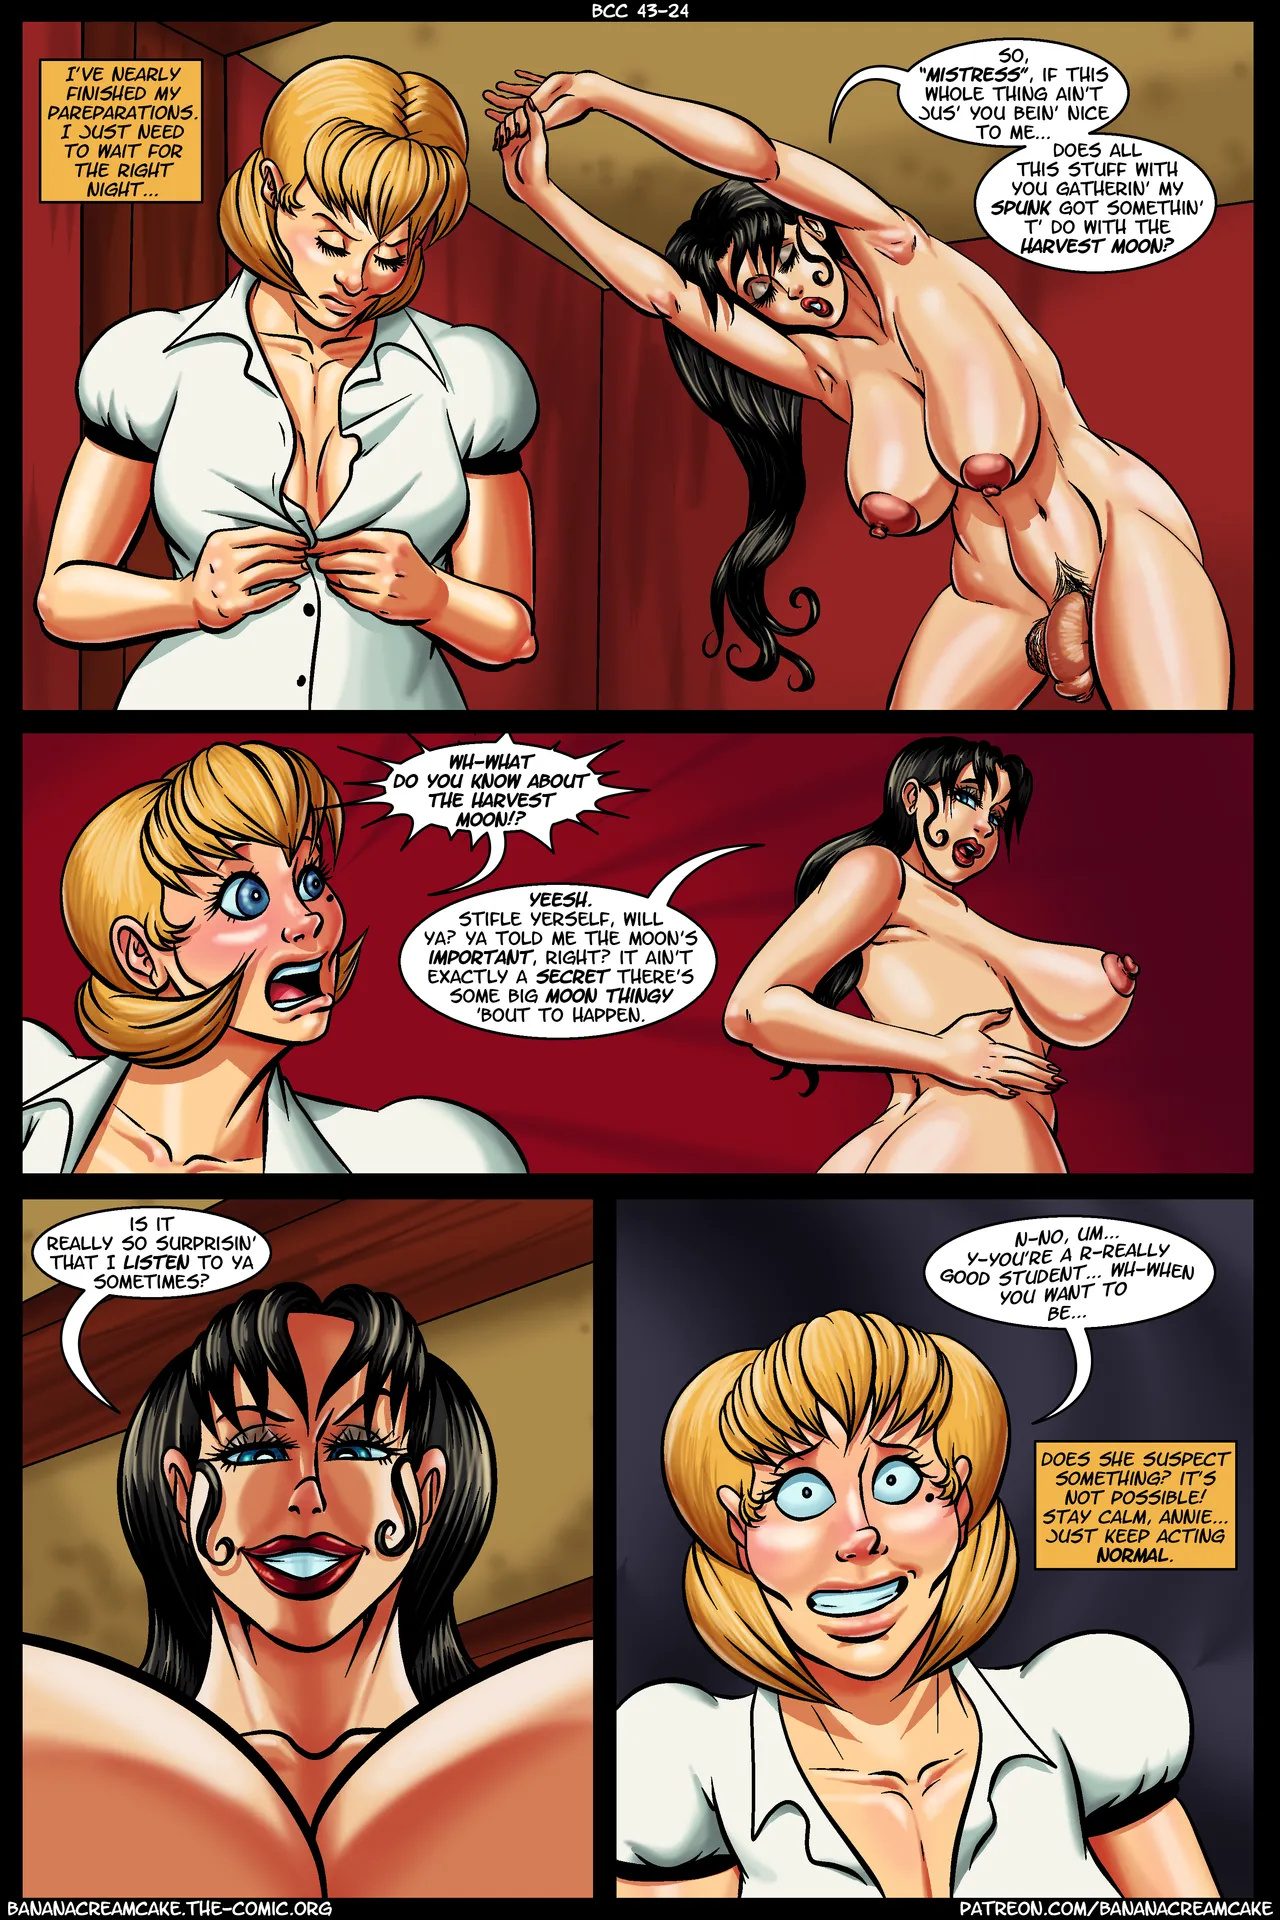 BCC 43-24
I'VE NEARLY
FINISHED MY
PAREPARATIONS.
I JUST NEED
TO WAIT FOR
THE RIGHT
NIGHT...
SO,
"MISTRESS", IF THIS
WHOLE THING AIN'T
JUS' YOU BEIN' NICE
TO ME...
DOES ALL
THIS STUFF WITH
YOU GATHERIN' MY
SPUNK GOT SOMETHIN'
T' DO WITH THE
HARVEST MOON?
WH-WHAT
DO YOU KNOW ABOUT
THE HARVEST
MOON!?
YEESH.
STIFLE YERSELF, WILL
YA? YA TOLD ME THE MOON'S
IMPORTANT, RIGHT? IT AIN'T
EXACTLY A SECRET THERE'S
SOME BIG MOON THINGY
'BOUT TO HAPPEN.
IS IT
REALLY SO SURPRISIN'
THAT I LISTEN TO YA
SOMETIMES?
N-NO, UM...
Y-YOU'RE A R-REALLY
GOOD STUDENT... WH-WHEN
YOU WANT TO
BE...
DOES SHE SUSPECT
SOMETHING? IT'S
NOT POSSIBLE!
STAY CALM, ANNIE...
JUST KEEP ACTING
NORMAL.
BANANACREAMCAKE.THE-COMIC.ORG
PATREON.COM/BANANACREAMCAKE